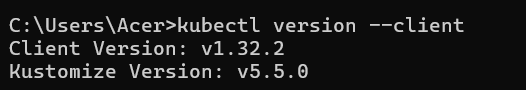 C:\Users\Acer>kubectl version --client
Client Version: v1.32.2
Kustomize Version: v5.5.0